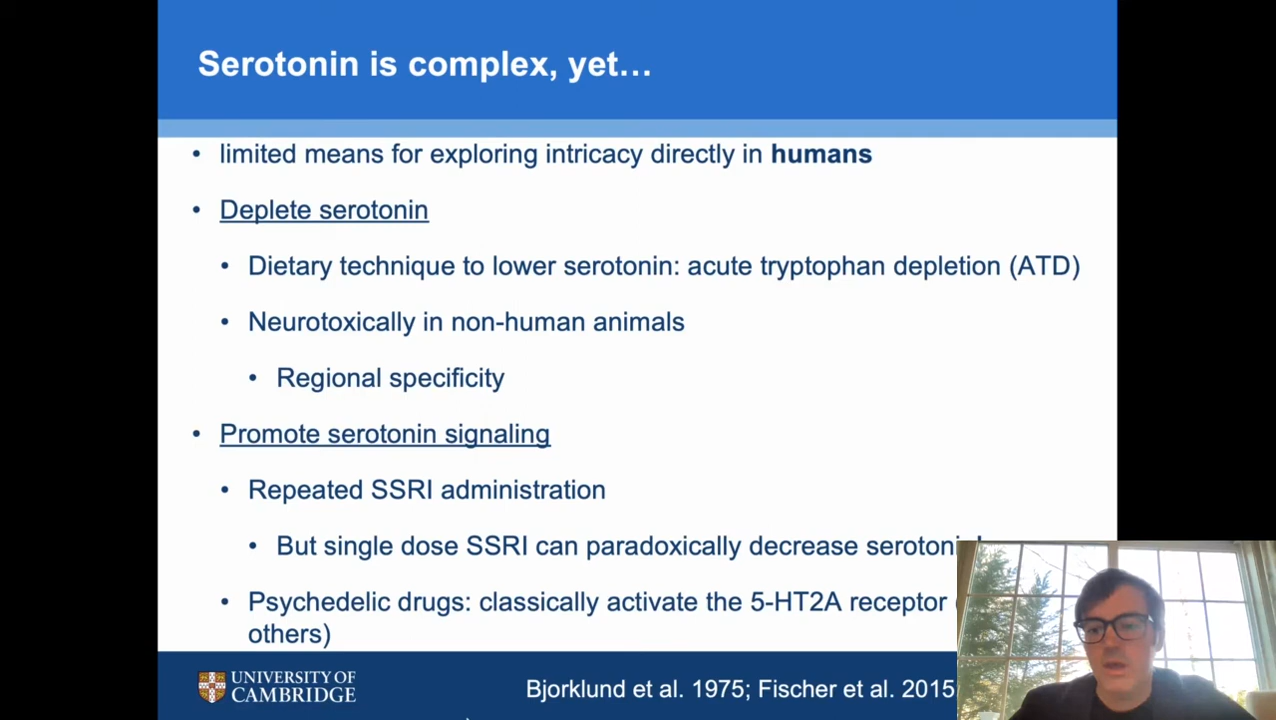 Serotonin is complex, yet…
• limited means for exploring intricacy directly in humans
• Deplete serotonin
• Dietary technique to lower serotonin: acute tryptophan depletion (ATD)
• Neurotoxically in non-human animals
• Regional specificity
• Promote serotonin signaling
• Repeated SSRI administration
• But single dose SSRI can paradoxically decrease
• Psychedelic drugs: classically activate the 5-HT2A receptor
others)
UNIVERSITY OF
CAMBRIDGE
Bjorklund et al. 1975; Fischer et al. 2015